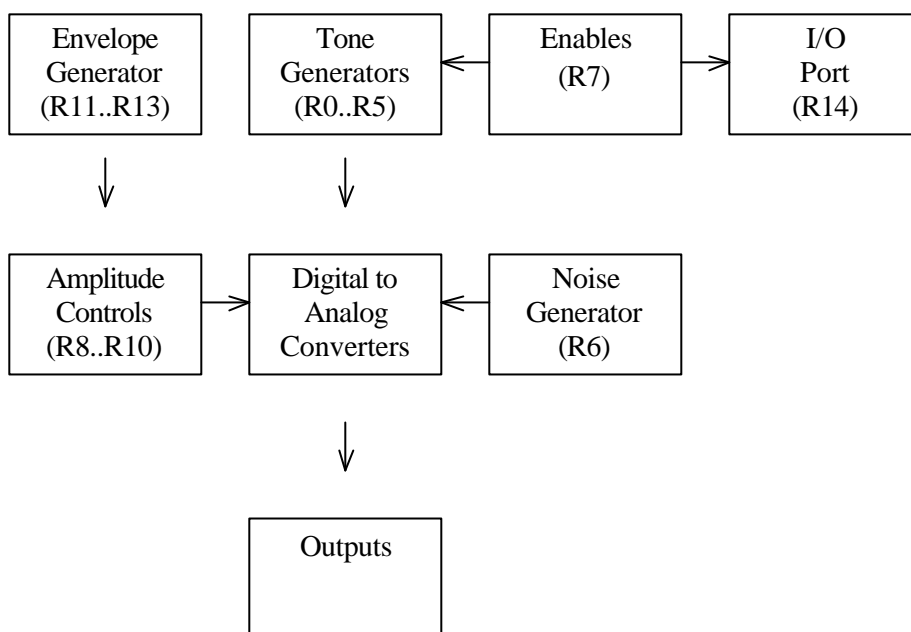 Envelope
Generator
(R11..R13)
Tone
Generators
(R0..R5)
Enables
(R7)
I/O
Port
(R14)
Amplitude
Controls
(R8..R10)
Digital to
Analog
Converters
Noise
Generator
(R6)
Outputs